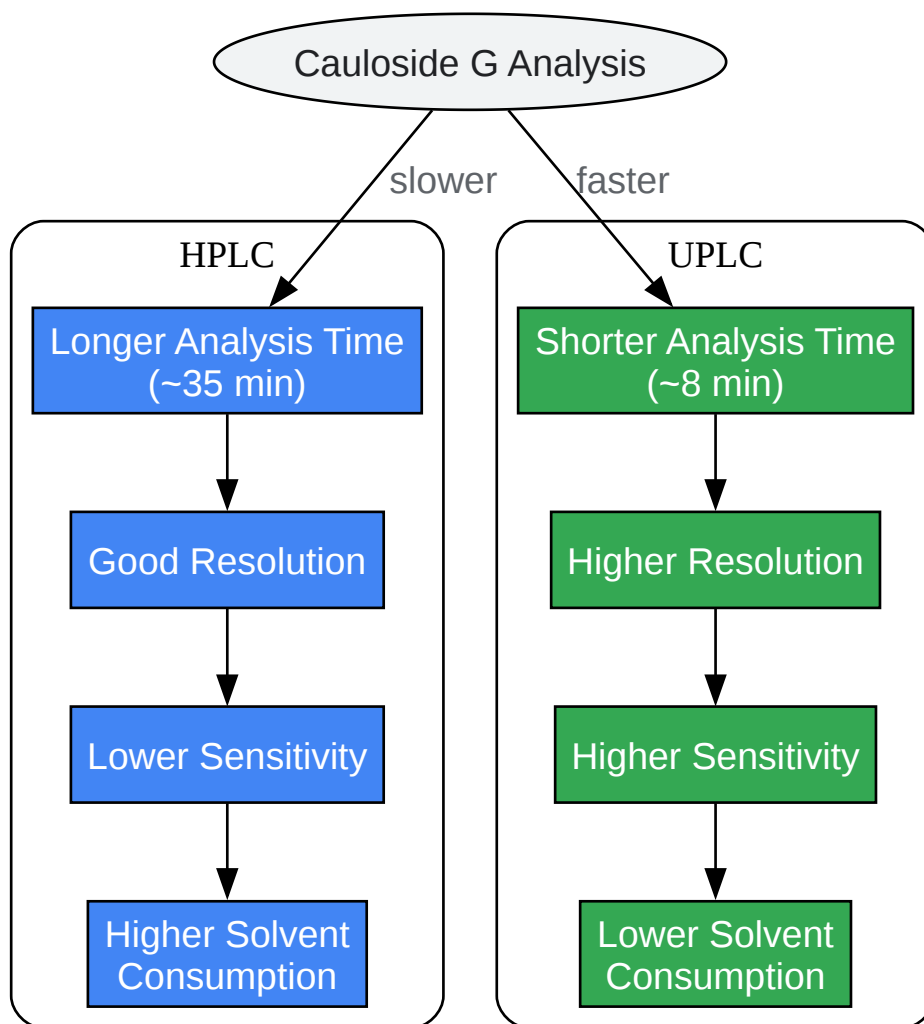 Cauloside G Analysis
slower
faster
HPLC
Longer Analysis Time
(~35 min)
Good Resolution
Lower Sensitivity
Higher Solvent
Consumption
UPLC
Shorter Analysis Time
(~8 min)
Higher Resolution
Higher Sensitivity
Lower Solvent
Consumption